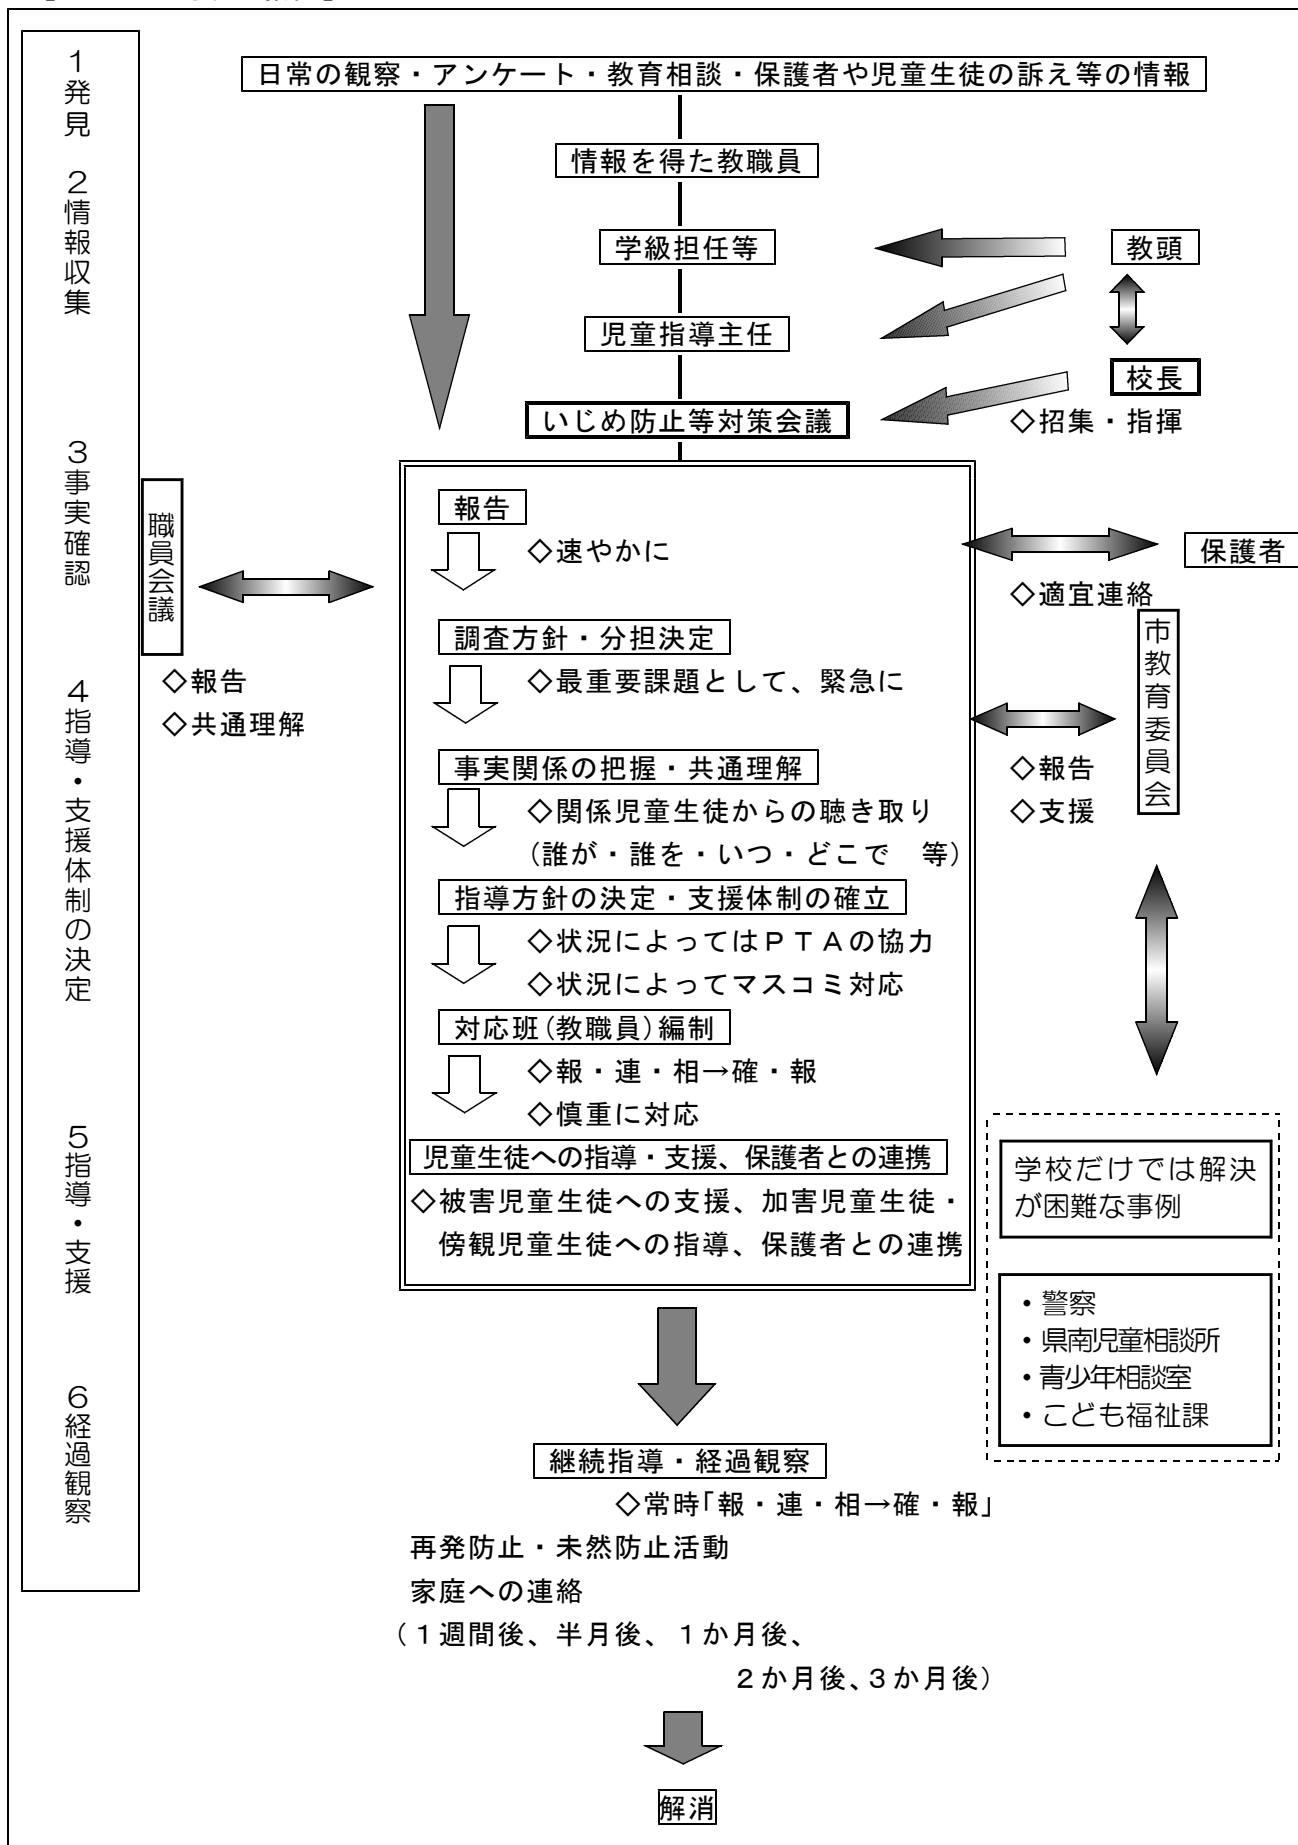 1発見
2情報収集
3事実確認
4指導・支援体制の決定
5指導・支援
6経過観察
日常の観察・アンケート・教育相談・保護者や児童生徒の訴え等の情報
情報を得た教職員
学級担任等
教頭
児童指導主任
校長
いじめ防止等対策会議
◇招集・指揮
職員会議
◇報告
◇共通理解
報告
◇速やかに
調査方針・分担決定
◇最重要課題として、緊急に
事実関係の把握・共通理解
◇関係児童生徒からの聴き取り
(誰が・誰を・いつ・どこで　等)
指導方針の決定・支援体制の確立
◇状況によってはPTAの協力
◇状況によってマスコミ対応
対応班(教職員)編制
◇報・連・相→確・報
◇慎重に対応
児童生徒への指導・支援、保護者との連携
◇被害児童生徒への支援、加害児童生徒・
傍観児童生徒への指導、保護者との連携
保護者
◇適宜連絡
市教育委員会
◇報告
◇支援
学校だけでは解決
が困難な事例
・警察
・県南児童相談所
・青少年相談室
・こども福祉課
継続指導・経過観察
◇常時「報・連・相→確・報」
再発防止・未然防止活動
家庭への連絡
(1週間後、半月後、1か月後、
2か月後、3か月後)
解消